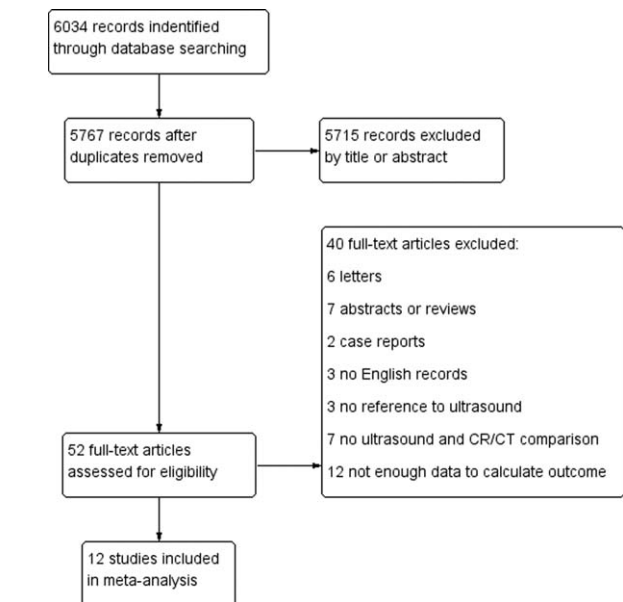 6034 records indentified
through database searching
5767 records after
duplicates removed
5715 records excluded
by title or abstract
40 full-text articles excluded:
6 letters
7 abstracts or reviews
2 case reports
3 no English records
3 no reference to ultrasound
7 no ultrasound and CR/CT comparison
12 not enough data to calculate outcome
52 full-text articles
assessed for eligibility
12 studies included
in meta-analysis